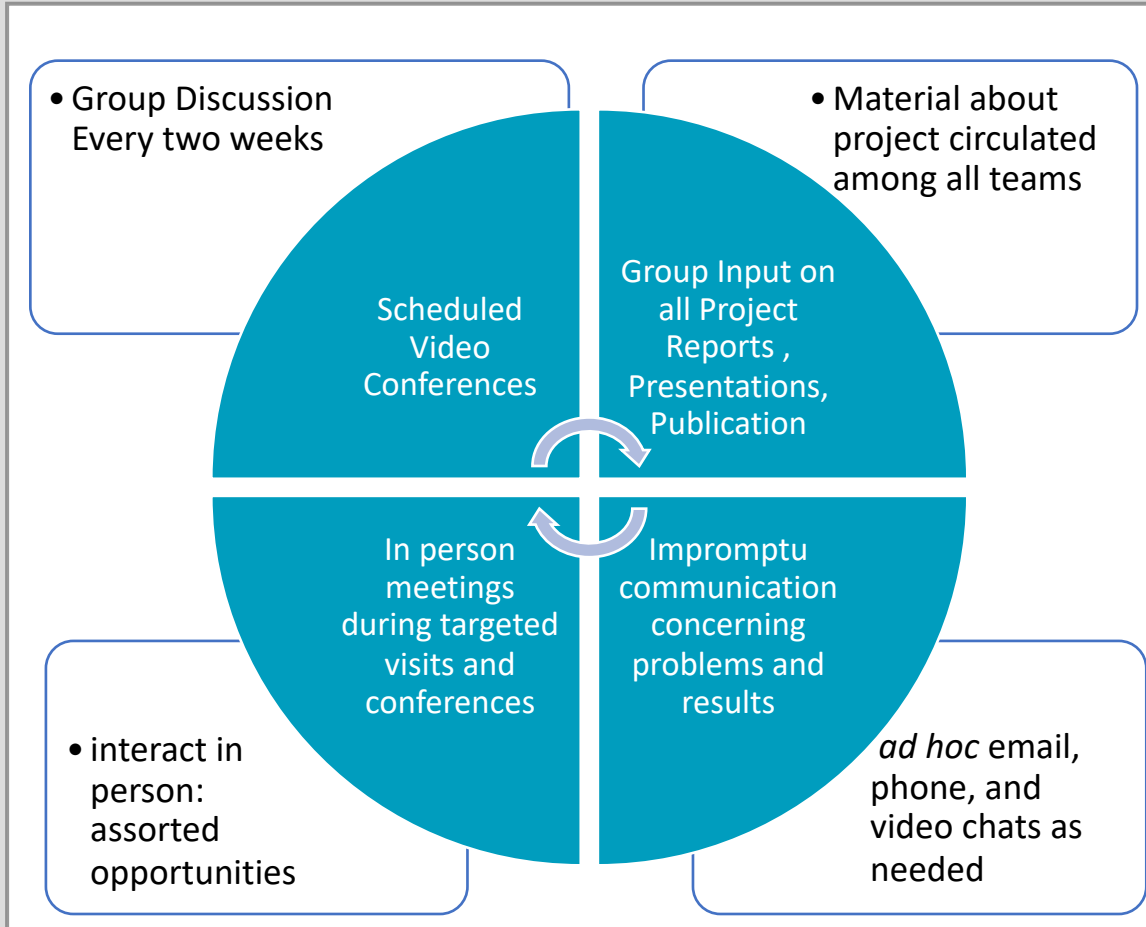 • Group Discussion
Every two weeks
• Material about
project circulated
among all teams
Scheduled
Video
Conferences
Group Input on
all Project
Reports ,
Presentations,
Publication
In person
meetings
during targeted
visits and
conferences
Impromptu
communication
concerning
problems and
results
• interact in
person:
assorted
opportunities
ad hoc email,
phone, and
video chats as
needed